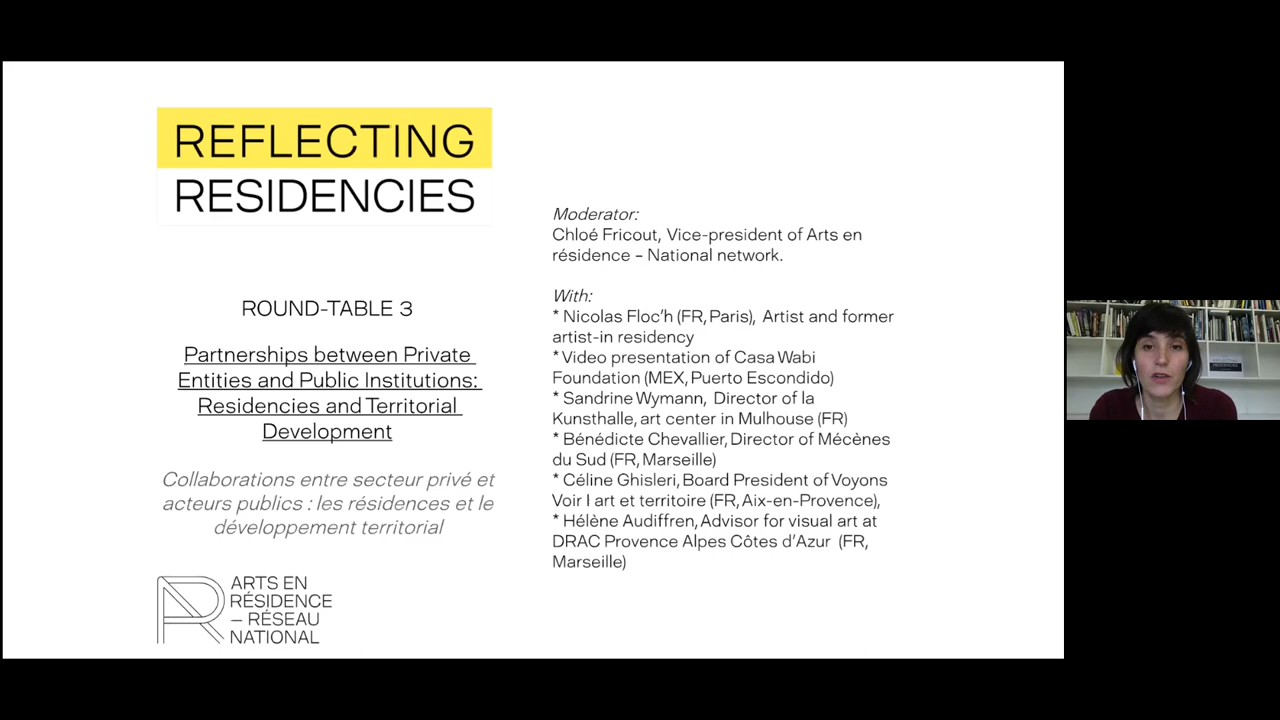 REFLECTING
RESIDENCIES
ROUND-TABLE 3
Partnerships between Private
Entities and Public Institutions:
Residencies and Territorial
Development
Collaborations entre secteur privé et
acteurs publics : les résidences et le
développement territorial
ARTS EN
RÉSIDENCE
— RÉSEAU
NATIONAL
Moderator:
Chloé Fricout, Vice-president of Arts en
résidence – National network.
With:
* Nicolas Floc’h (FR, Paris), Artist and former
artist-in residency
* Video presentation of Casa Wabi
Foundation (MEX, Puerto Escondido)
* Sandrine Wymann, Director of la
Kunsthalle, art center in Mulhouse (FR)
* Bénédicte Chevallier, Director of Mécènes
du Sud (FR, Marseille)
* Céline Ghisleri, Board President of Voyons
Voir I art et territoire (FR, Aix-en-Provence),
* Hélène Audiffren, Advisor for visual art at
DRAC Provence Alpes Côtes d’Azur (FR,
Marseille)